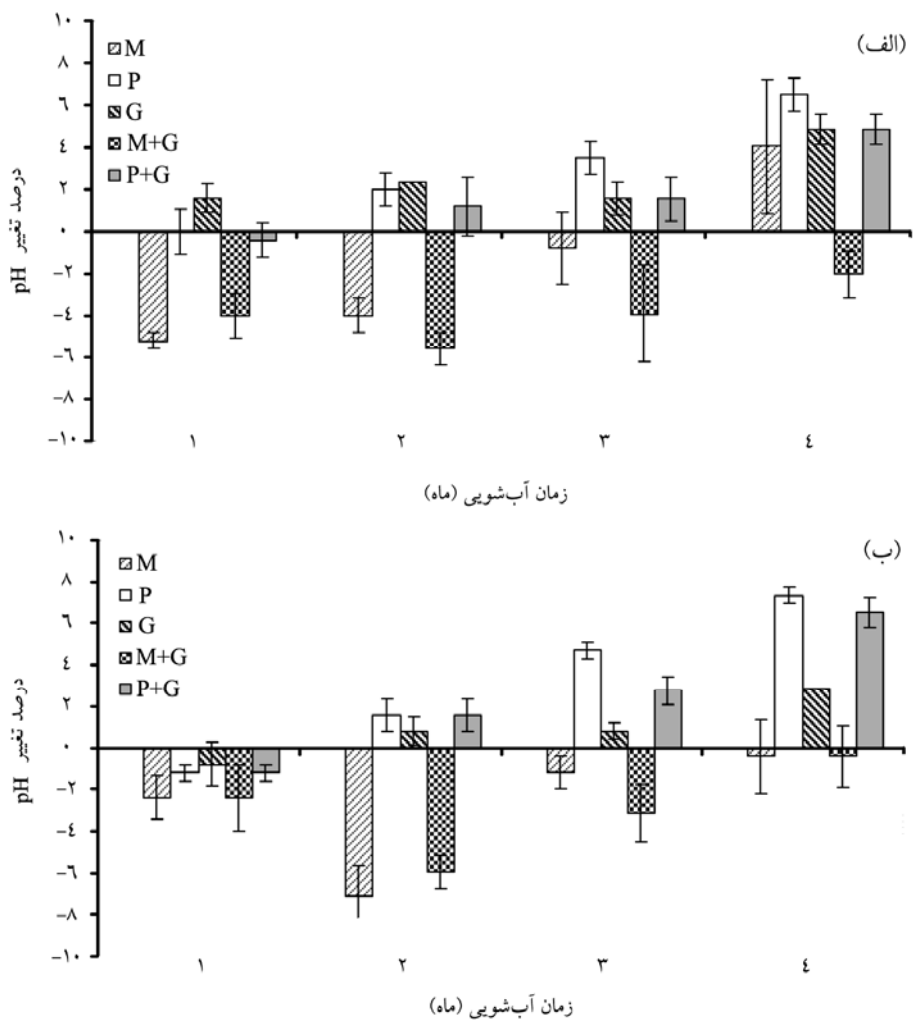 (الف)
۱۰
۸
۶
۴
۲
۰
-۲
-۴
-۶
-۸
-۱۰
درصد تغییر pH
M
P
G
M+G
P+G
۱ ۲ ۳ ۴
زمان آب‌شویی (ماه)
(ب)
۱۰
۸
۶
۴
۲
۰
-۲
-۴
-۶
-۸
-۱۰
درصد تغییر pH
M
P
G
M+G
P+G
۱ ۲ ۳ ۴
زمان آب‌شویی (ماه)